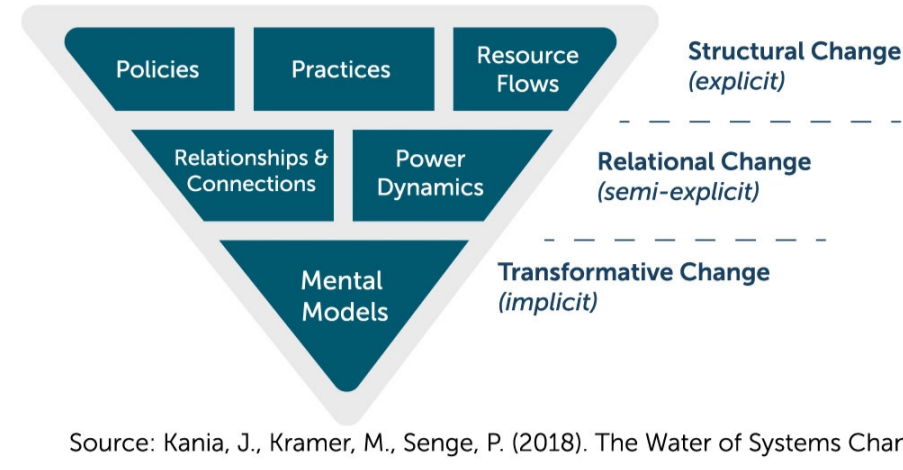 Policies
Practices
Resource
Flows
Structural Change
(explicit)
Relationships &
Connections
Power
Dynamics
Relational Change
(semi-explicit)
Mental
Models
Transformative Change
(implicit)
Source: Kania, J., Kramer, M., Senge, P. (2018). The Water of Systems